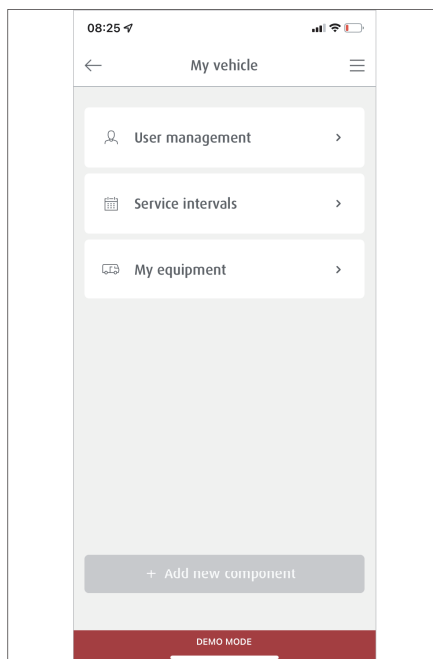 08:25
My vehicle
User management
Service intervals
My equipment
+ Add new component
DEMO MODE